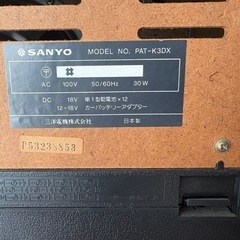 SANYO MODEL NO. PAT-K3DX
AC 100V 50/60Hz 30W
DC 18V 単1型乾電池×12
12-18V カーバッテリーアダプター
三洋電機株式会社 日本製
P53238853